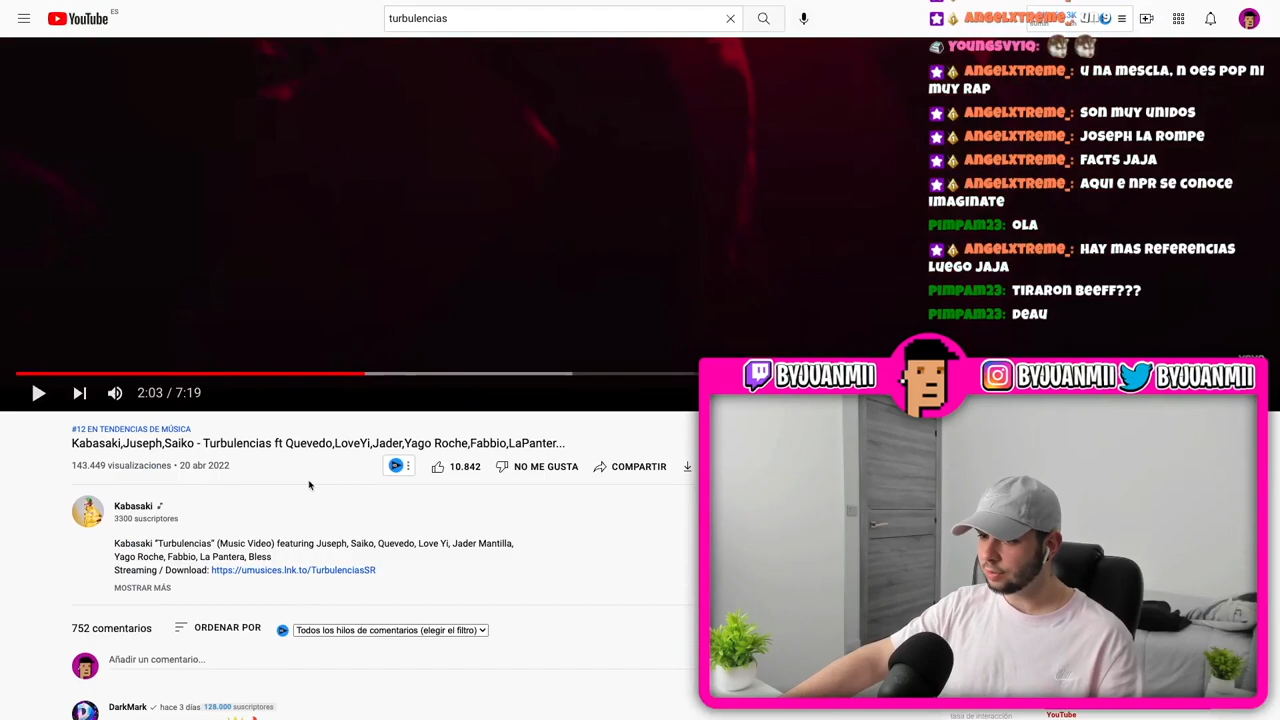 YouTube ES
turbulencias
ANGELXTREME_: un9
YOUNGSVYIQ:
ANGELXTREME_: U NA MESCLA, N OES POP NI
MUY RAP
ANGELXTREME_: SON MUY UNIDOS
ANGELXTREME_: JOSEPH LA ROMPE
ANGELXTREME_: FACTS JAJA
ANGELXTREME_: AQUI E NPR SE CONOCE
IMAGINATE
PIMPAM23: OLA
ANGELXTREME_: HAY MAS REFERENCIAS
LUEGO JAJA
PIMPAM23: TIRARON BEEFF???
PIMPAM23: DEAU
2:03 / 7:19
BYJUANMII
BYJUANMII
BYJUANMII
#12 EN TENDENCIAS DE MÚSICA
Kabasaki,Juseph,Saiko - Turbulencias ft Quevedo,LoveYi,Jader,Yago Roche,Fabbio,LaPanter...
143.449 visualizaciones • 20 abr 2022
10.842
NO ME GUSTA
COMPARTIR
Kabasaki
3300 suscriptores
Kabasaki “Turbulencias” (Music Video) featuring Juseph, Saiko, Quevedo, Love Yi, Jader Mantilla,
Yago Roche, Fabbio, La Pantera, Bless
Streaming / Download: https://umusices.lnk.to/TurbulenciasSR
MOSTRAR MÁS
752 comentarios
ORDENAR POR
Todos los hilos de comentarios (elegir el filtro)
Añadir un comentario...
DarkMark hace 3 días 128.000 suscriptores
tasa de interacción
YouTube